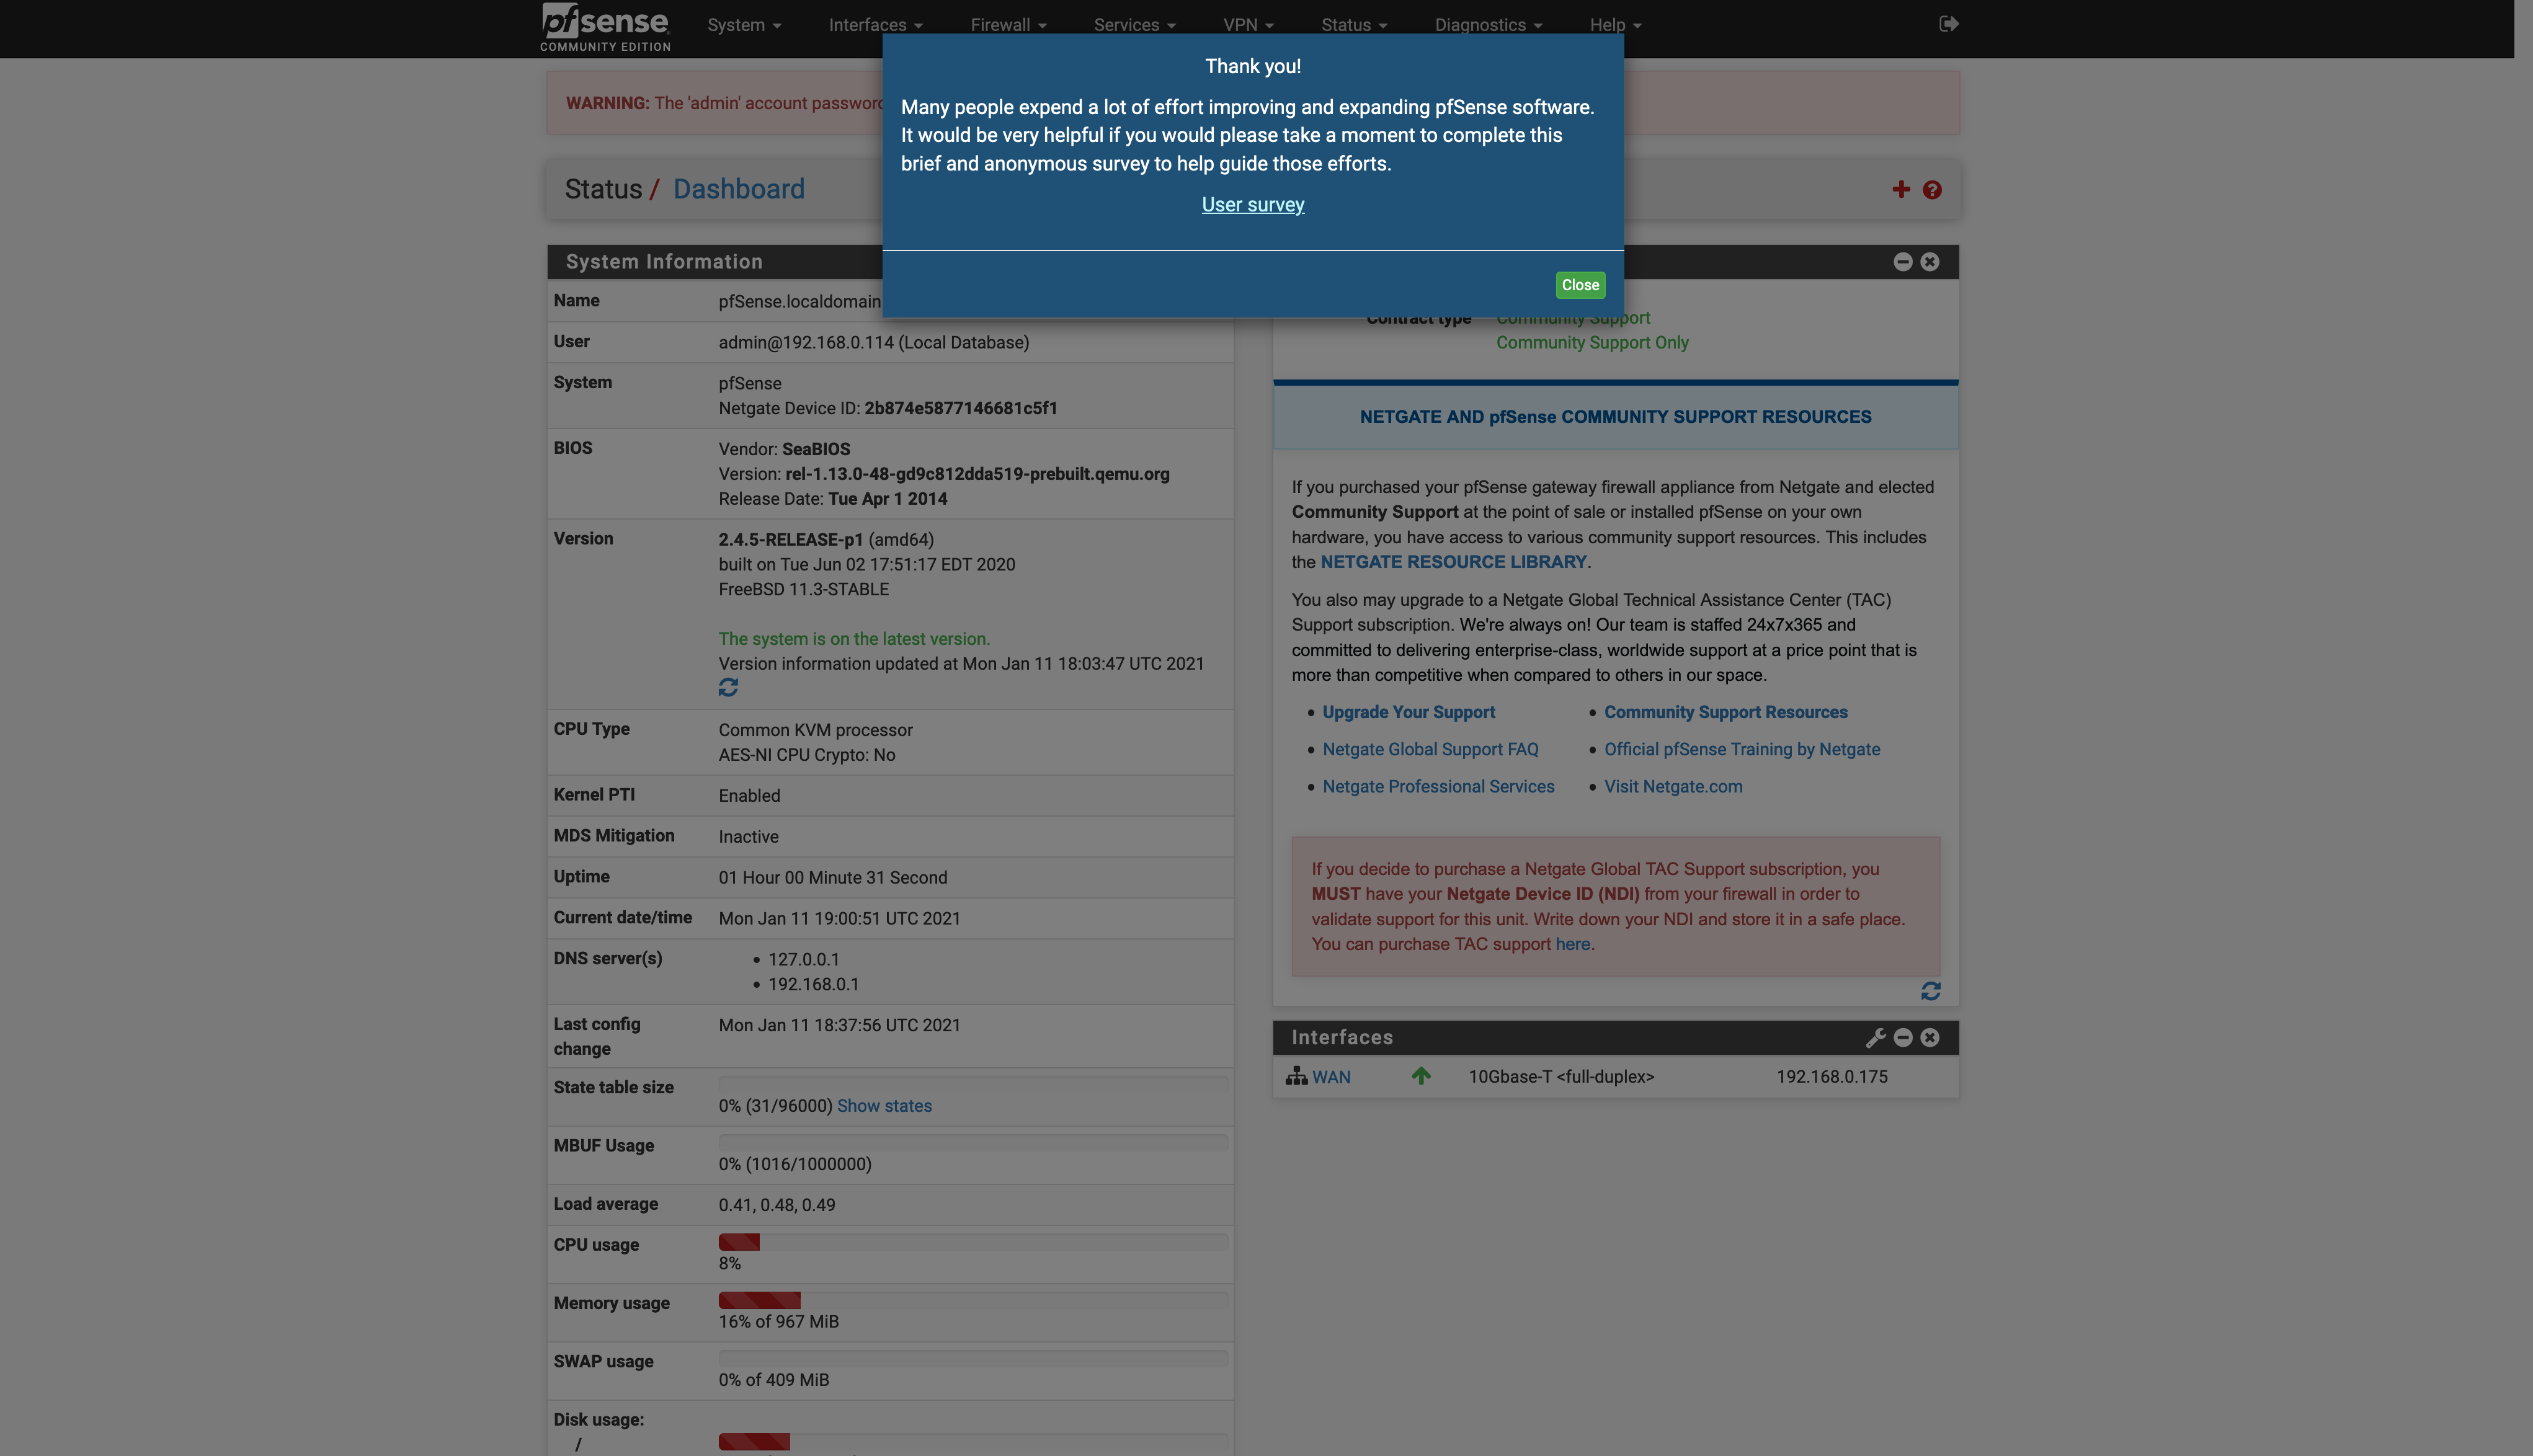 pfsense
COMMUNITY EDITION
System
Interfaces
Firewall
Services
VPN
Status
Diagnostics
Help
Thank you!
Many people expend a lot of effort improving and expanding pfSense software.
It would be very helpful if you would please take a moment to complete this
brief and anonymous survey to help guide those efforts.
User survey
Close
WARNING: The 'admin' account password
Status / Dashboard
System Information
Name pfSense.localdomain
User admin@192.168.0.114 (Local Database)
System pfSense
Netgate Device ID: 2b874e5877146681c5f1
BIOS Vendor: SeaBIOS
Version: rel-1.13.0-48-gd9c812dda519-prebuilt.qemu.org
Release Date: Tue Apr 1 2014
Version 2.4.5-RELEASE-p1 (amd64)
built on Tue Jun 02 17:51:17 EDT 2020
FreeBSD 11.3-STABLE
The system is on the latest version.
Version information updated at Mon Jan 11 18:03:47 UTC 2021
CPU Type Common KVM processor
AES-NI CPU Crypto: No
Kernel PTI Enabled
MDS Mitigation Inactive
Uptime 01 Hour 00 Minute 31 Second
Current date/time Mon Jan 11 19:00:51 UTC 2021
DNS server(s) • 127.0.0.1
• 192.168.0.1
Last config Mon Jan 11 18:37:56 UTC 2021
change
State table size
0% (31/96000) Show states
MBUF Usage
0% (1016/1000000)
Load average 0.41, 0.48, 0.49
CPU usage
8%
Memory usage
16% of 967 MiB
SWAP usage
0% of 409 MiB
Disk usage:
/
Contract type Community Support
Community Support Only
NETGATE AND pfSense COMMUNITY SUPPORT RESOURCES
If you purchased your pfSense gateway firewall appliance from Netgate and elected
Community Support at the point of sale or installed pfSense on your own
hardware, you have access to various community support resources. This includes
the NETGATE RESOURCE LIBRARY.
You also may upgrade to a Netgate Global Technical Assistance Center (TAC)
Support subscription. We're always on! Our team is staffed 24x7x365 and
committed to delivering enterprise-class, worldwide support at a price point that is
more than competitive when compared to others in our space.
• Upgrade Your Support
• Community Support Resources
• Netgate Global Support FAQ
• Official pfSense Training by Netgate
• Netgate Professional Services
• Visit Netgate.com
If you decide to purchase a Netgate Global TAC Support subscription, you
MUST have your Netgate Device ID (NDI) from your firewall in order to
validate support for this unit. Write down your NDI and store it in a safe place.
You can purchase TAC support here.
Interfaces
WAN 10Gbase-T <full-duplex> 192.168.0.175